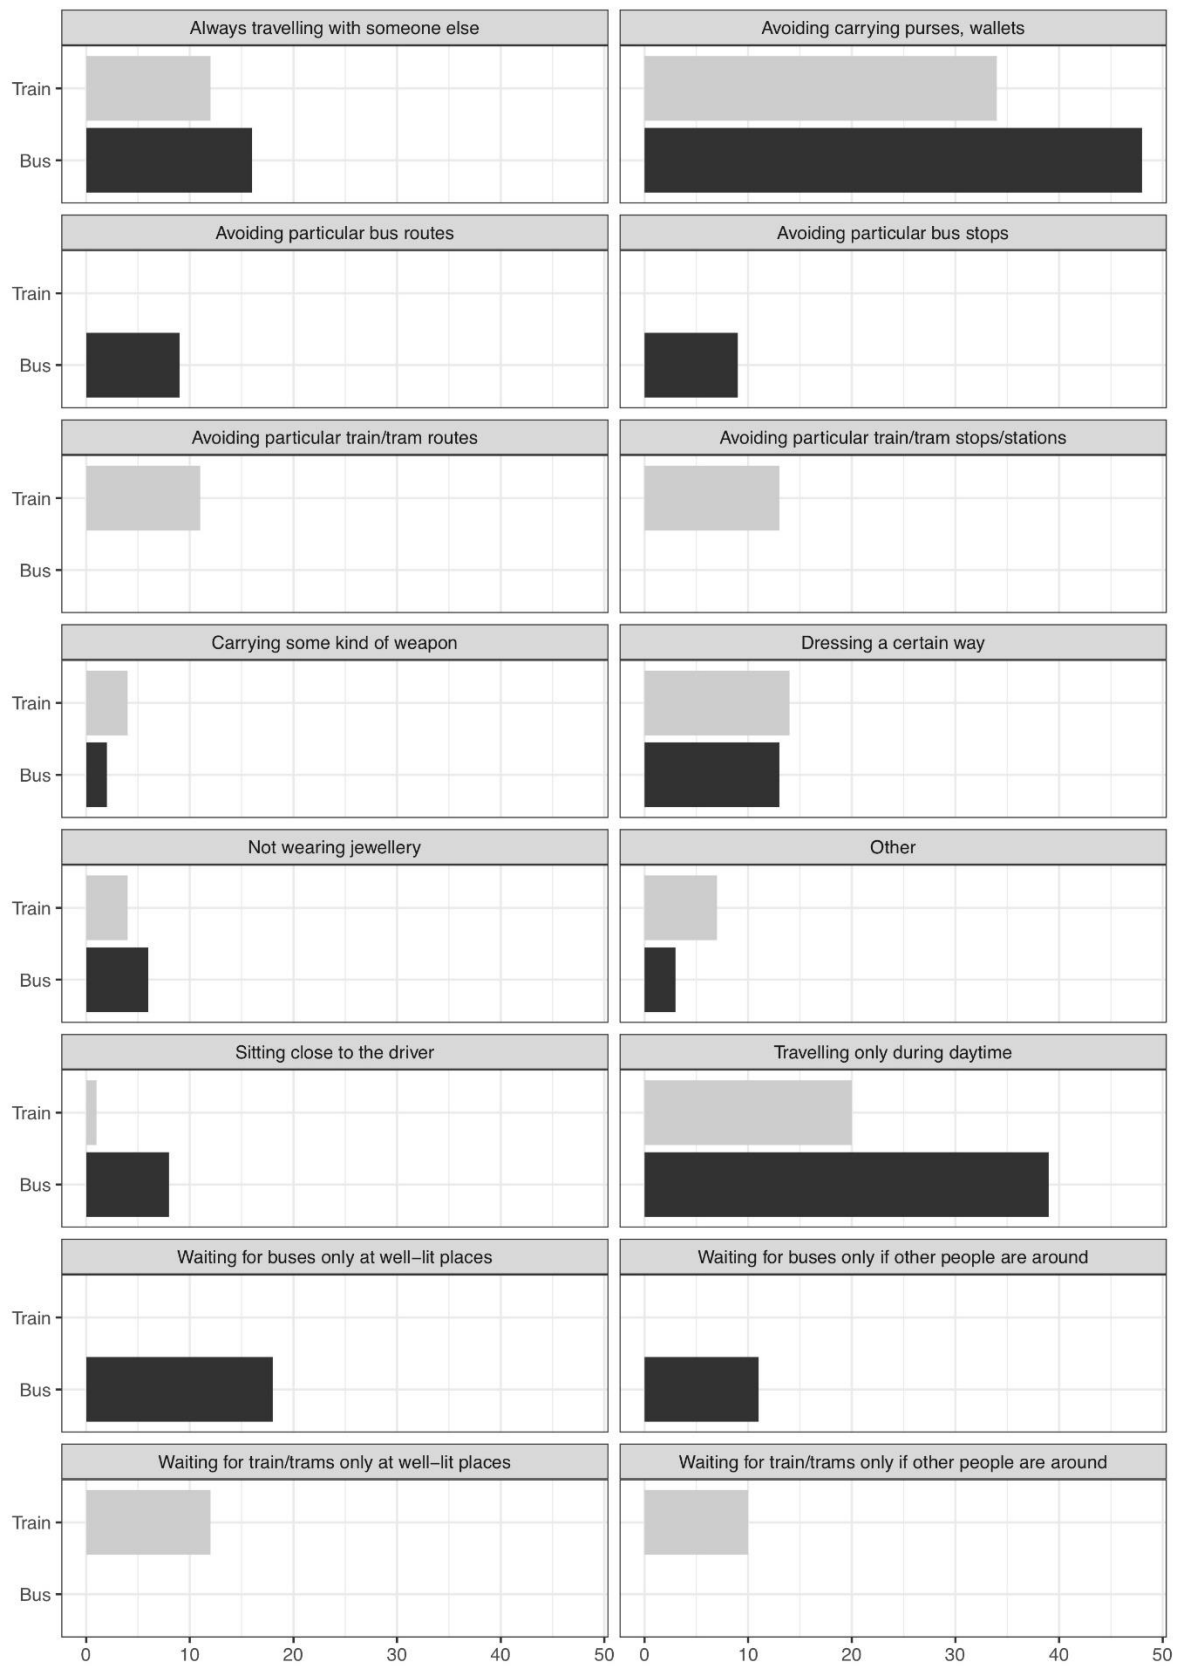 Always travelling with someone else
Avoiding carrying purses, wallets
Train
Bus
Avoiding particular bus routes
Avoiding particular bus stops
Train
Bus
Avoiding particular train/tram routes
Avoiding particular train/tram stops/stations
Train
Bus
Carrying some kind of weapon
Dressing a certain way
Train
Bus
Not wearing jewellery
Other
Train
Bus
Sitting close to the driver
Travelling only during daytime
Train
Bus
Waiting for buses only at well−lit places
Waiting for buses only if other people are around
Train
Bus
Waiting for train/trams only at well−lit places
Waiting for train/trams only if other people are around
Train
Bus
0 10 20 30 40 50 0 10 20 30 40 50